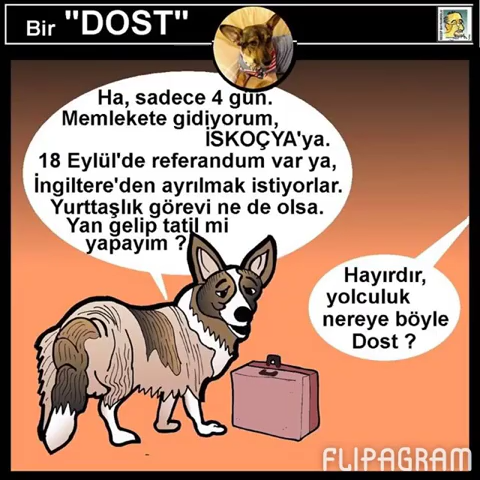 Bir "DOST"
Ha, sadece 4 gün.
Memlekete gidiyorum,
İSKOÇYA'ya.
18 Eylül'de referandum var ya,
İngiltere'den ayrılmak istiyorlar.
Yurttaşlık görevi ne de olsa.
Yan gelip tatil mi
yapayım ?
Hayırdır,
yolculuk
nereye böyle
Dost ?
FLIPAGRAM